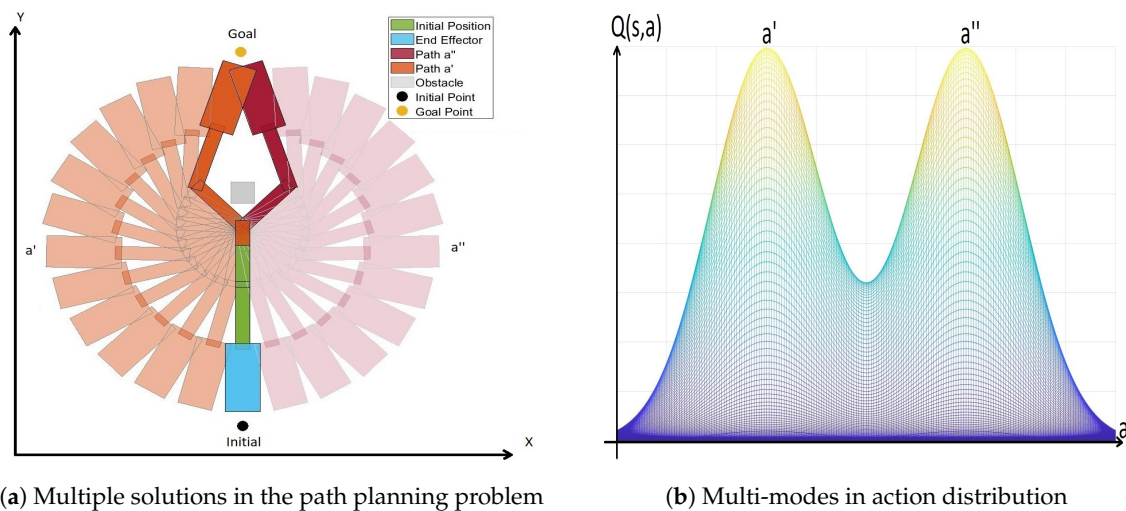 Y
Goal
Initial Position
End Effector
Path a"
Path a'
Obstacle
Initial Point
Goal Point
a'
a"
Initial
X
(a) Multiple solutions in the path planning problem
Q(s,a)
a'
a"
a
(b) Multi-modes in action distribution